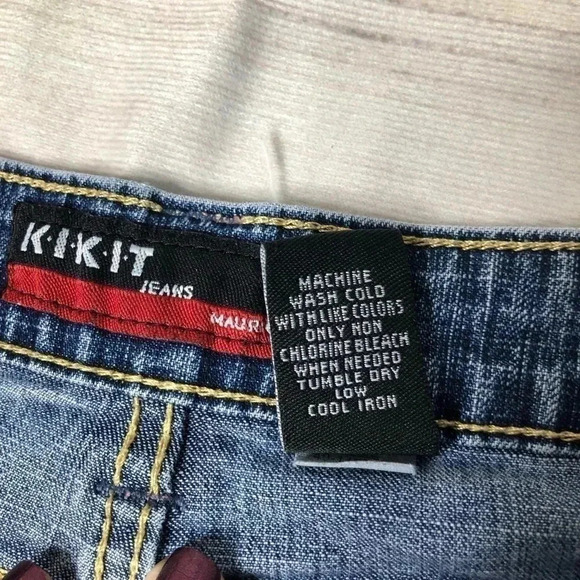 K·I·K·I·T
JEANS
MACHINE
WASH COLD
WITH LIKE COLORS
ONLY NON
CHLORINE BLEACH
WHEN NEEDED
TUMBLE DRY
LOW
COOL IRON